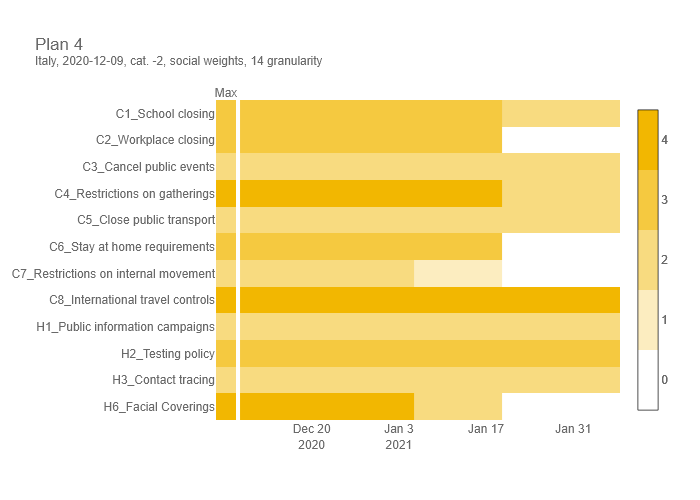 Plan 4
Italy, 2020-12-09, cat. -2, social weights, 14 granularity
Max
C1_School closing
C2_Workplace closing
C3_Cancel public events
C4_Restrictions on gatherings
C5_Close public transport
C6_Stay at home requirements
C7_Restrictions on internal movement
C8_International travel controls
H1_Public information campaigns
H2_Testing policy
H3_Contact tracing
H6_Facial Coverings
Dec 20 Jan 3 Jan 17 Jan 31
2020 2021
4
3
2
1
0